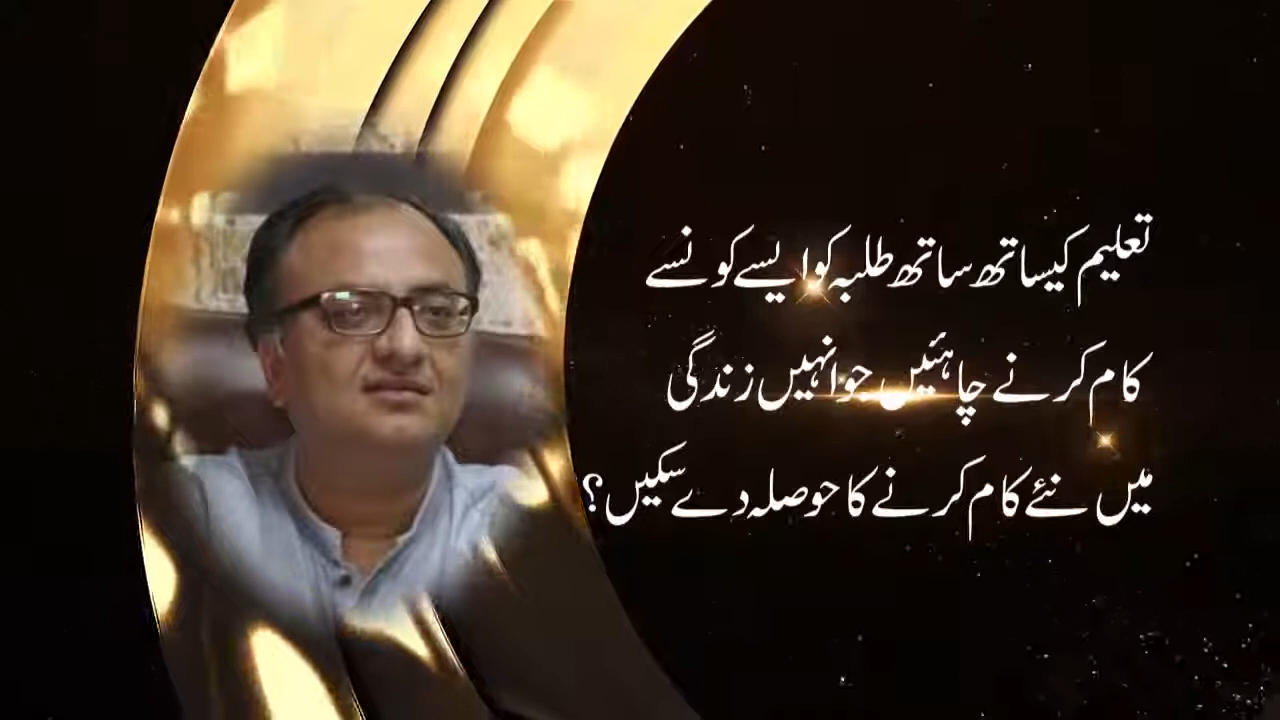 تعلیم کیساتھ ساتھ طلبہ کو ایسے کونسے
کام کرنے چاہئیں جو انہیں زندگی
میں نئے کام کرنے کا حوصلہ دے سکیں؟